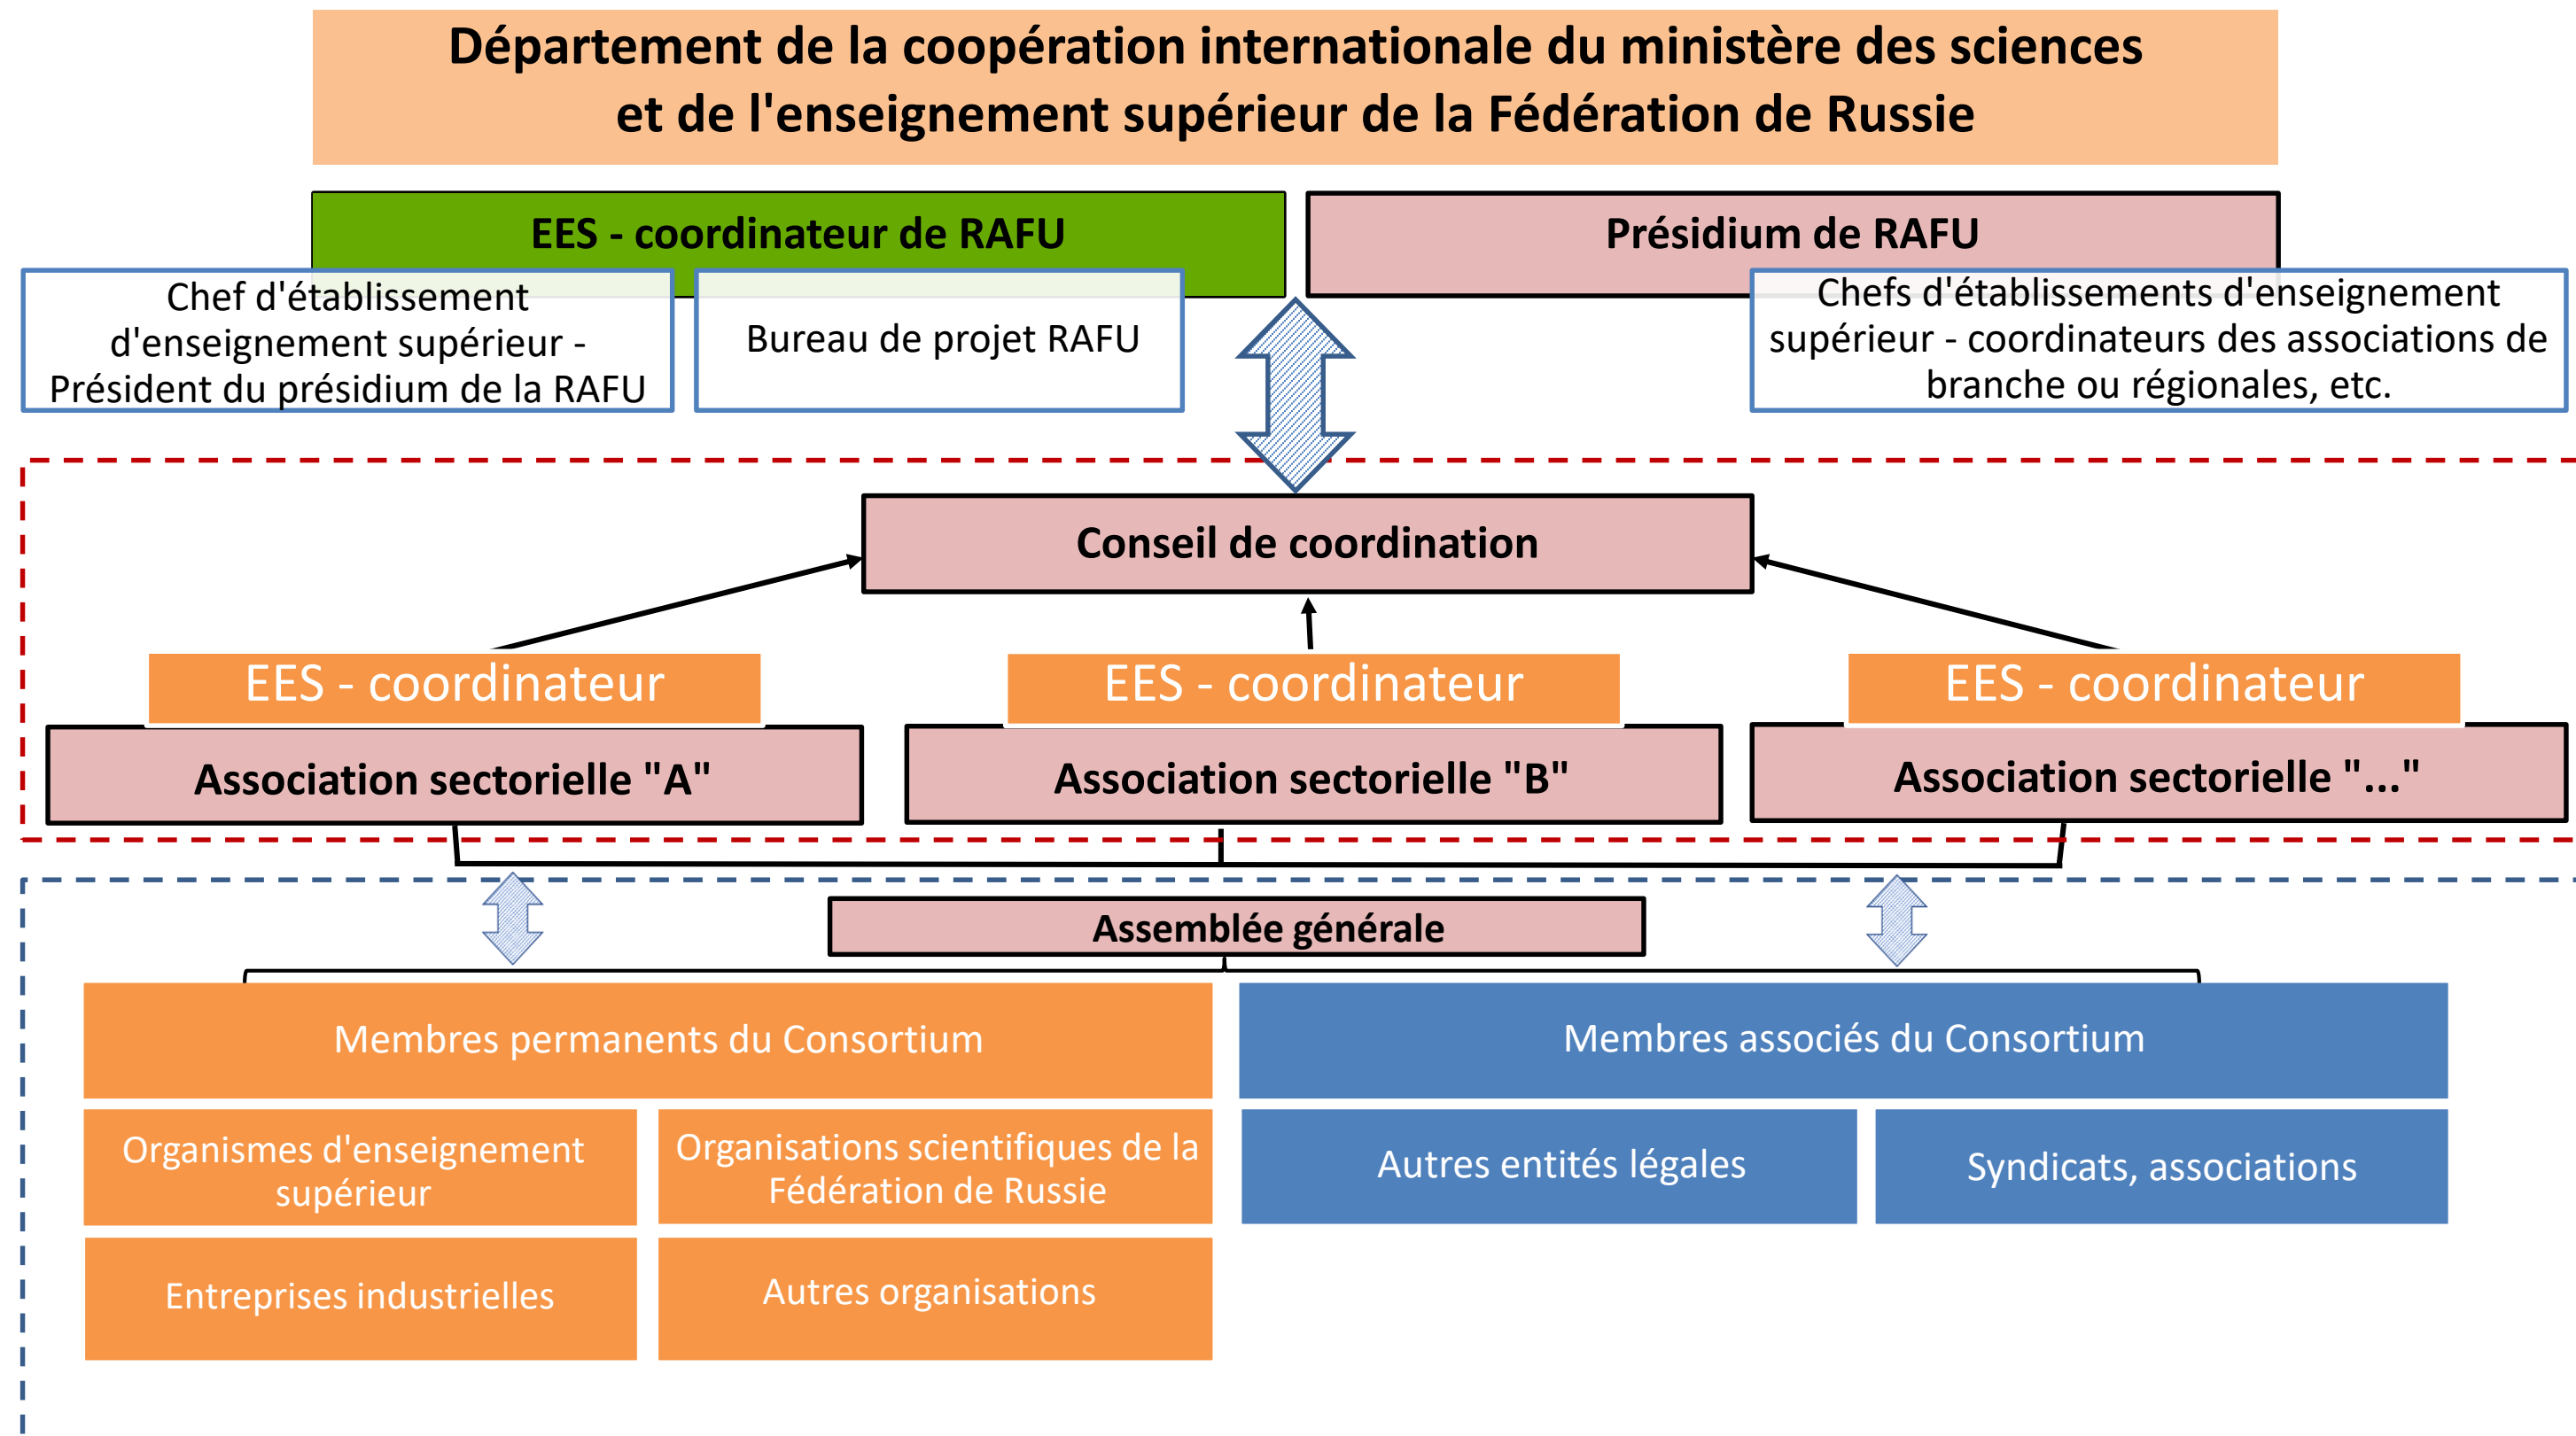 Département de la coopération internationale du ministère des sciences
et de l'enseignement supérieur de la Fédération de Russie
EES - coordinateur de RAFU
Présidium de RAFU
Chef d'établissement
d'enseignement supérieur -
Président du présidium de la RAFU
Bureau de projet RAFU
Chefs d'établissements d'enseignement
supérieur - coordinateurs des associations de
branche ou régionales, etc.
Conseil de coordination
EES - coordinateur
EES - coordinateur
EES - coordinateur
Association sectorielle "A"
Association sectorielle "B"
Association sectorielle "..."
Assemblée générale
Membres permanents du Consortium
Membres associés du Consortium
Organismes d'enseignement
supérieur
Organisations scientifiques de la
Fédération de Russie
Autres entités légales
Syndicats, associations
Entreprises industrielles
Autres organisations